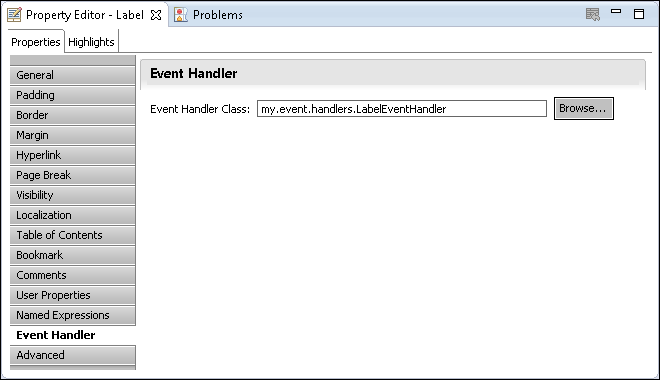 Property Editor - Label Problems
Properties Highlights
General
Padding
Border
Margin
Hyperlink
Page Break
Visibility
Localization
Table of Contents
Bookmark
Comments
User Properties
Named Expressions
Event Handler
Advanced
Event Handler
Event Handler Class: my.event.handlers.LabelEventHandler Browse...